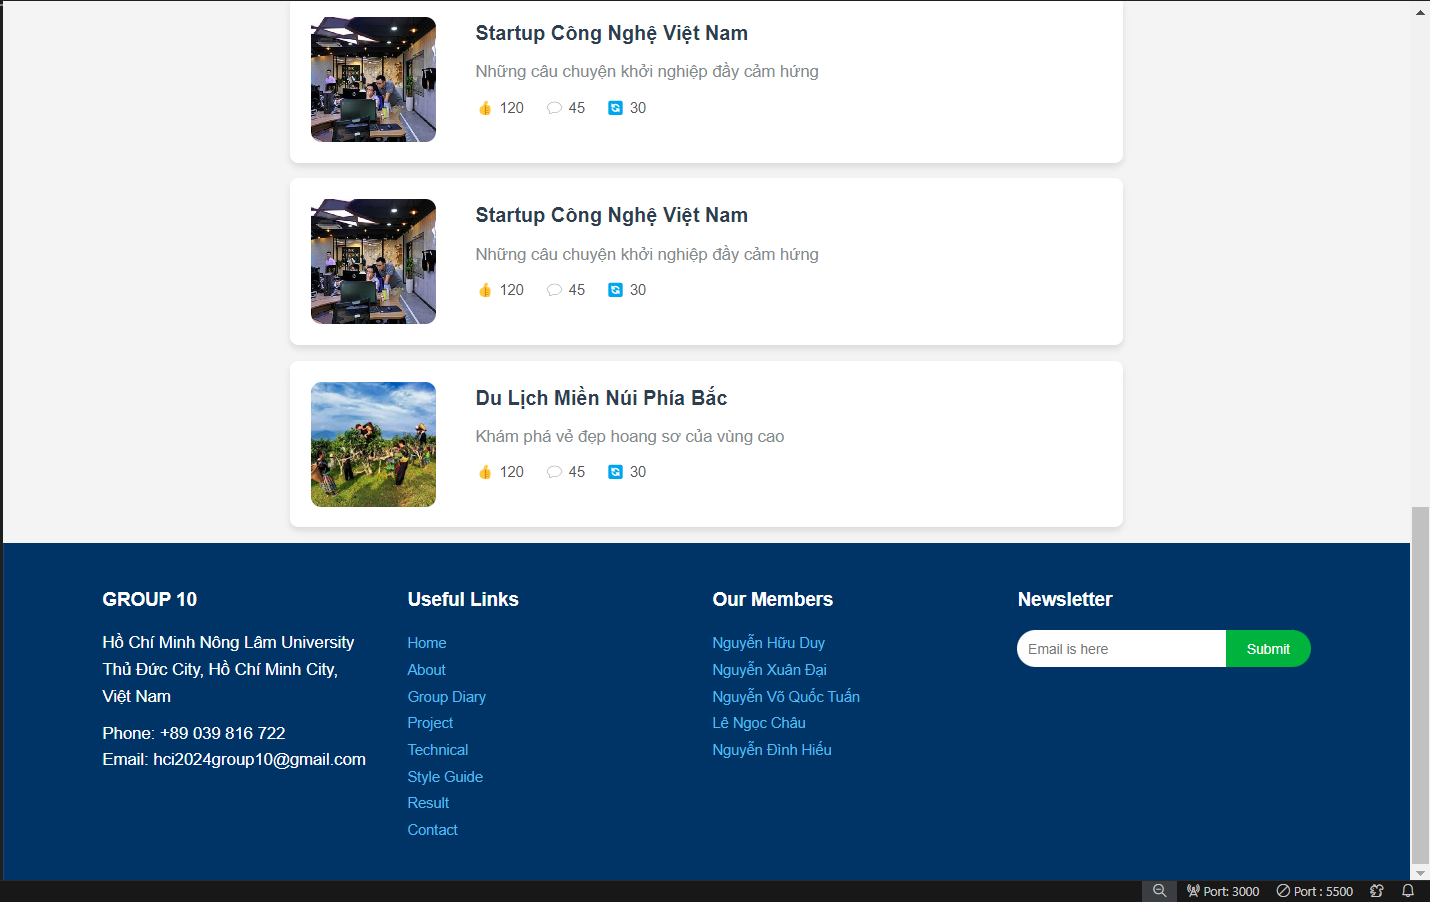 Startup Công Nghệ Việt Nam
Những câu chuyện khởi nghiệp đầy cảm hứng
120 45 30
Startup Công Nghệ Việt Nam
Những câu chuyện khởi nghiệp đầy cảm hứng
120 45 30
Du Lịch Miền Núi Phía Bắc
Khám phá vẻ đẹp hoang sơ của vùng cao
120 45 30
GROUP 10
Hồ Chí Minh Nông Lâm University
Thủ Đức City, Hồ Chí Minh City,
Việt Nam
Phone: +89 039 816 722
Email: hci2024group10@gmail.com
Useful Links
Home
About
Group Diary
Project
Technical
Style Guide
Result
Contact
Our Members
Nguyễn Hữu Duy
Nguyễn Xuân Đại
Nguyễn Võ Quốc Tuấn
Lê Ngọc Châu
Nguyễn Đình Hiếu
Newsletter
Email is here Submit
Port: 3000 Port : 5500